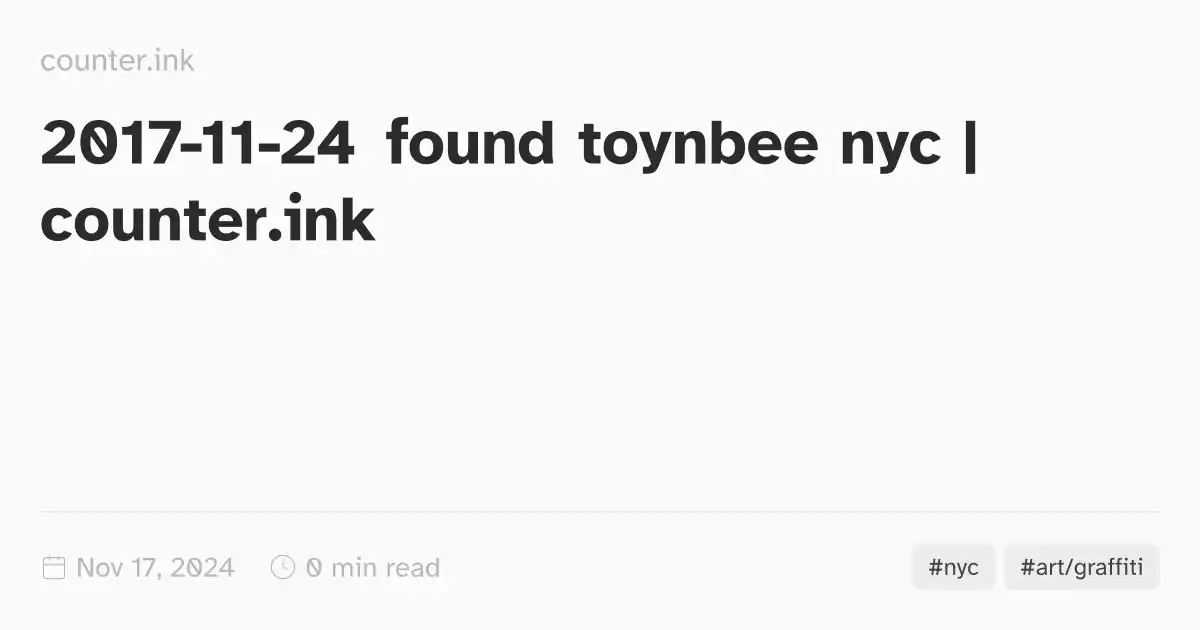 counter.ink
2017-11-24 found toynbee nyc |
counter.ink
Nov 17, 2024 0 min read #nyc #art/graffiti